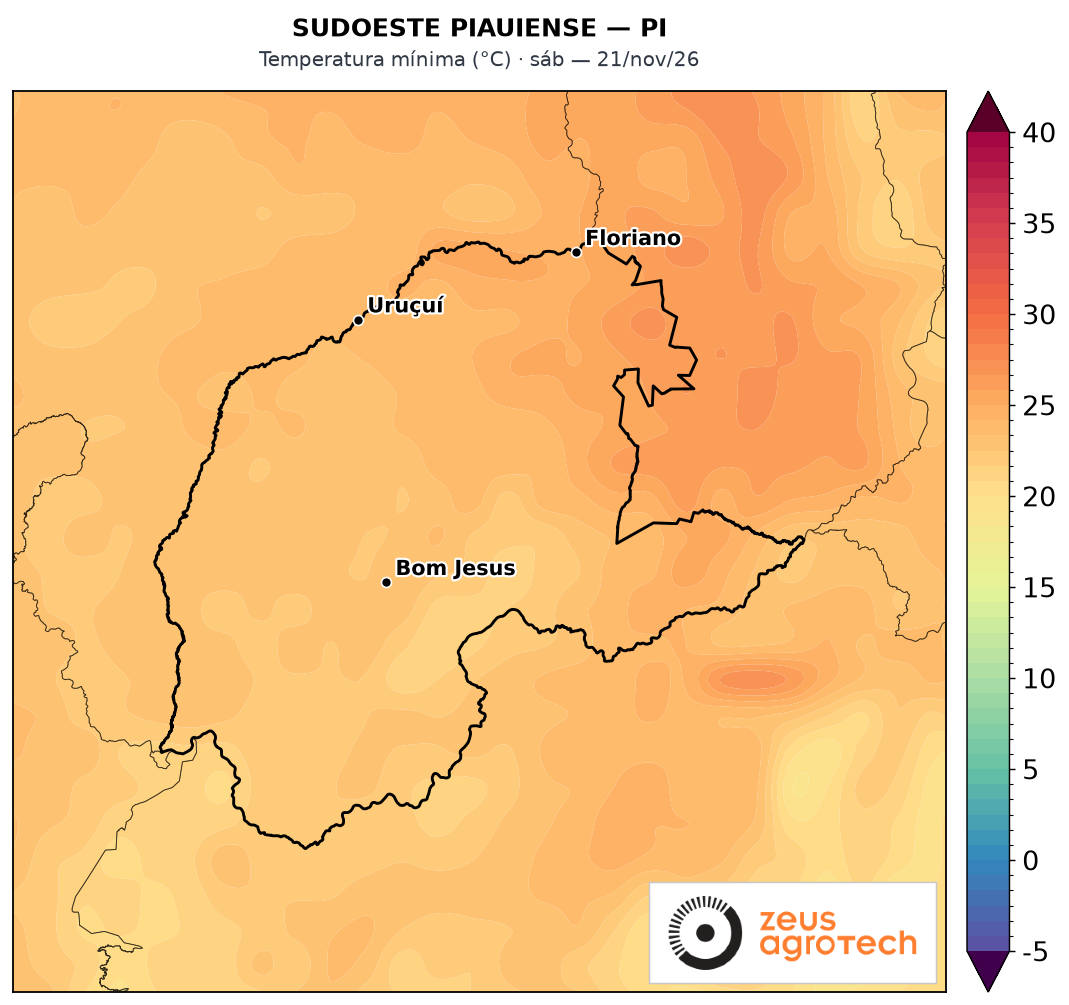 SUDOESTE PIAUIENSE — PI
Temperatura mínima (°C) · sáb — 21/nov/26
40
35
30
25
20
15
10
5
0
-5
Floriano
Uruçuí
Bom Jesus
zeus
agrotech